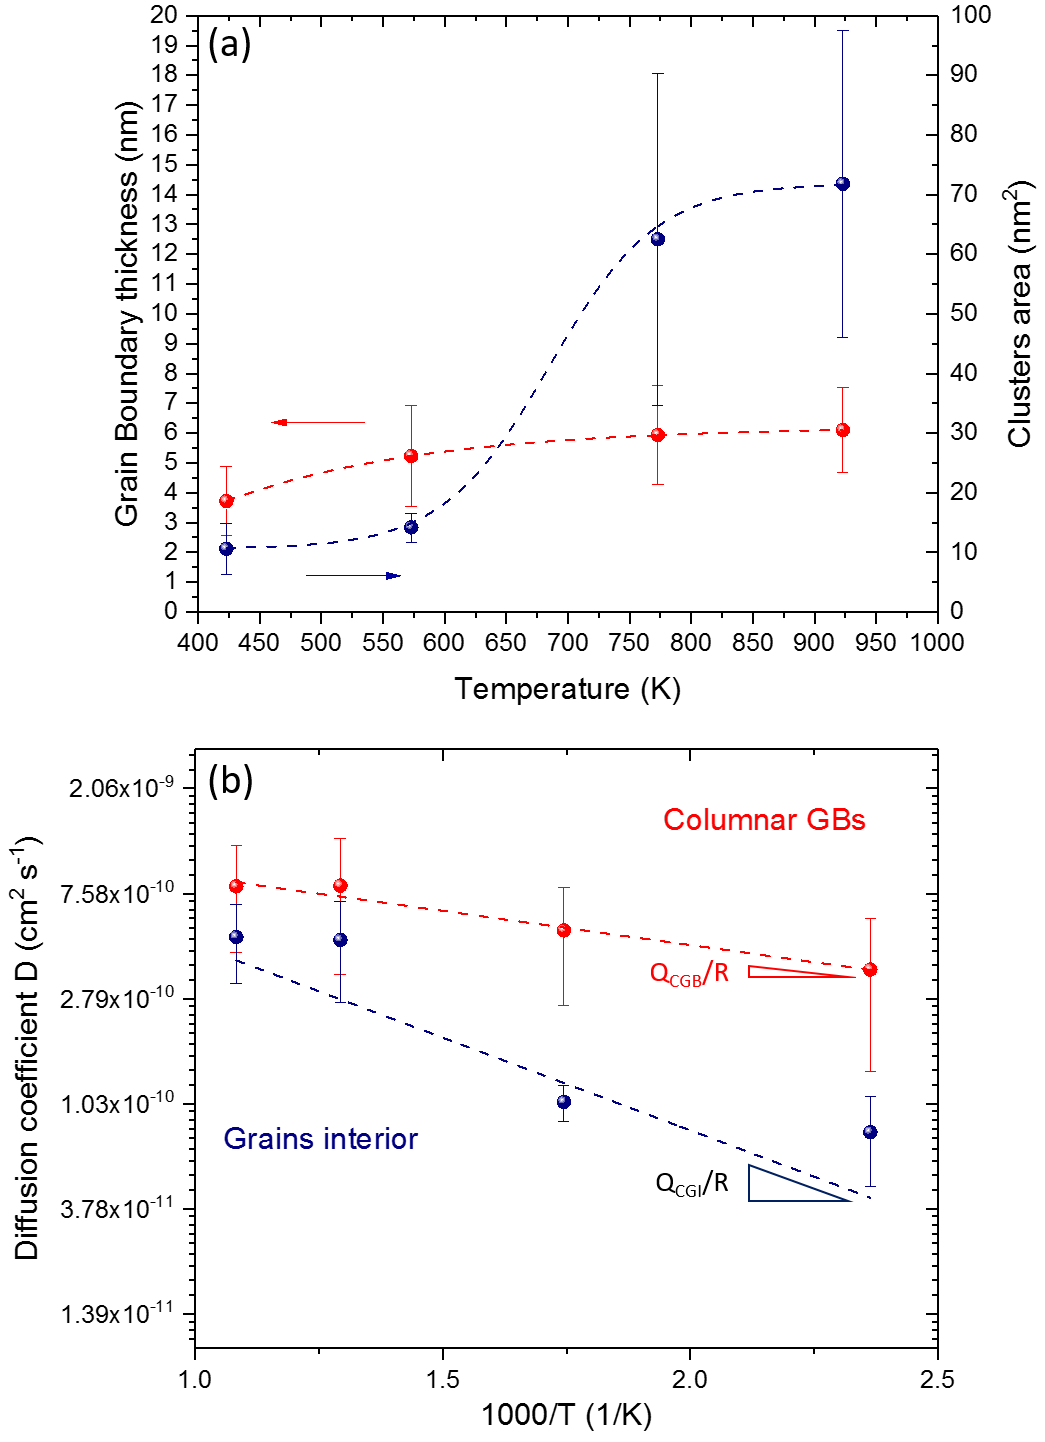 (a)
Grain Boundary thickness (nm)
20
19
18
17
16
15
14
13
12
11
10
9
8
7
6
5
4
3
2
1
0
100
90
80
70
60
50
40
30
20
10
0
Clusters area (nm²)
400 450 500 550 600 650 700 750 800 850 900 950 1000
Temperature (K)
(b)
Diffusion coefficient D (cm² s⁻¹)
2.06x10⁻⁹
7.58x10⁻¹⁰
2.79x10⁻¹⁰
1.03x10⁻¹⁰
3.78x10⁻¹¹
1.39x10⁻¹¹
Columnar GBs
Q_CGB/R
Grains interior
Q_CGI/R
1.0 1.5 2.0 2.5
1000/T (1/K)